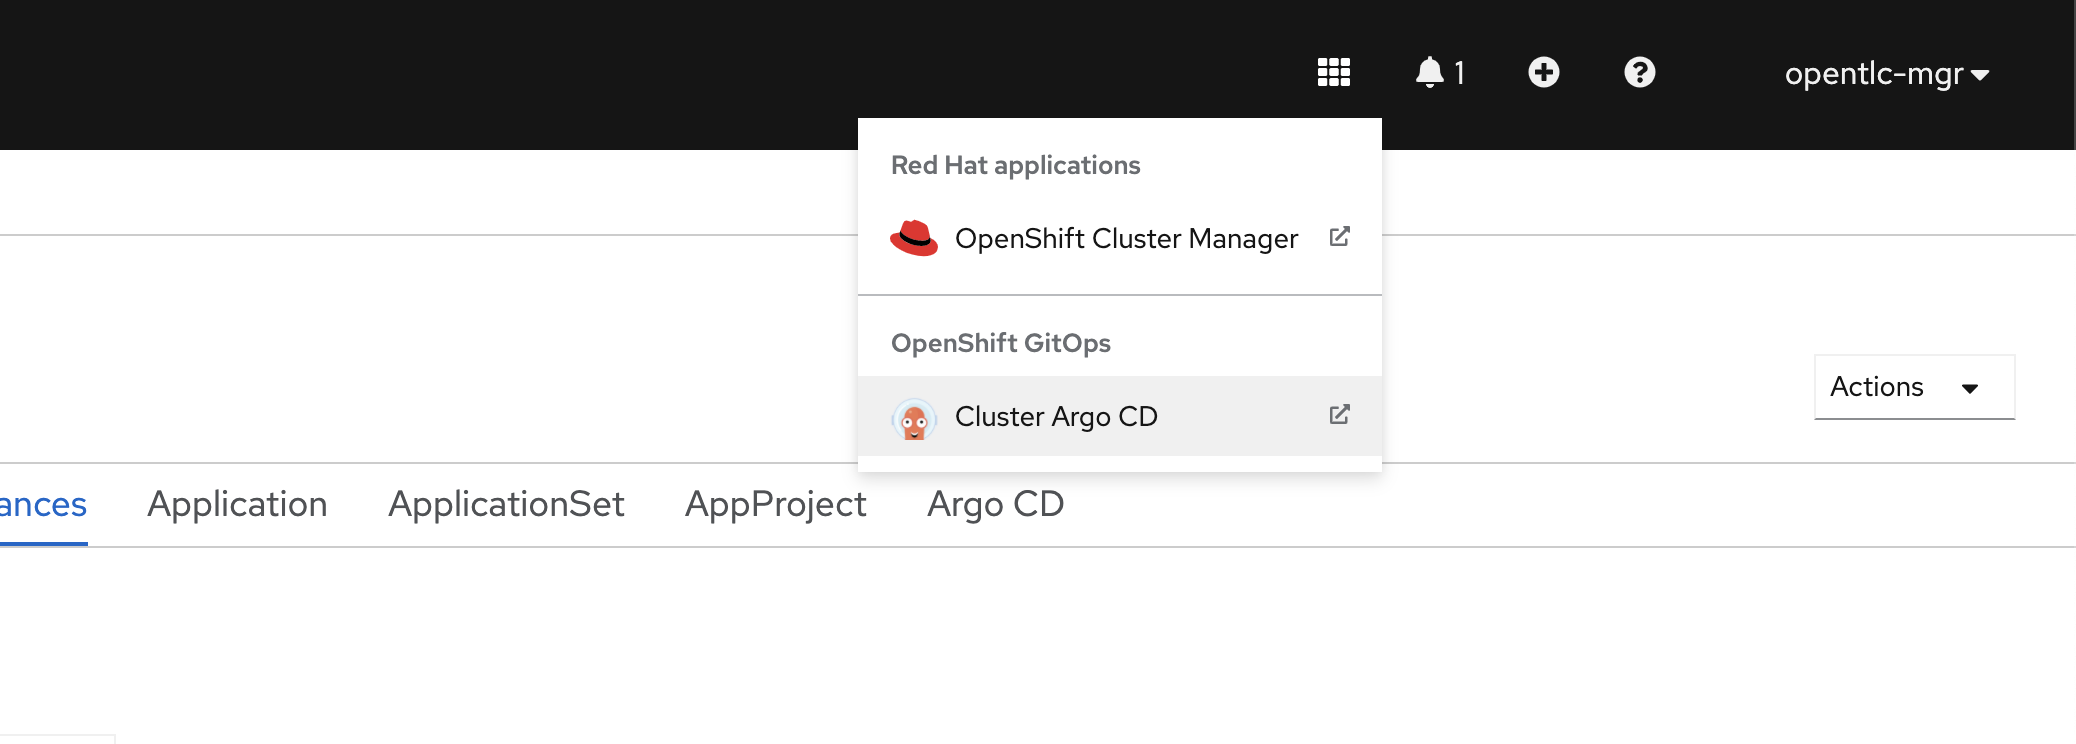 1
opentlc-mgr
Red Hat applications
OpenShift Cluster Manager
OpenShift GitOps
Cluster Argo CD
Actions
ances Application ApplicationSet AppProject Argo CD